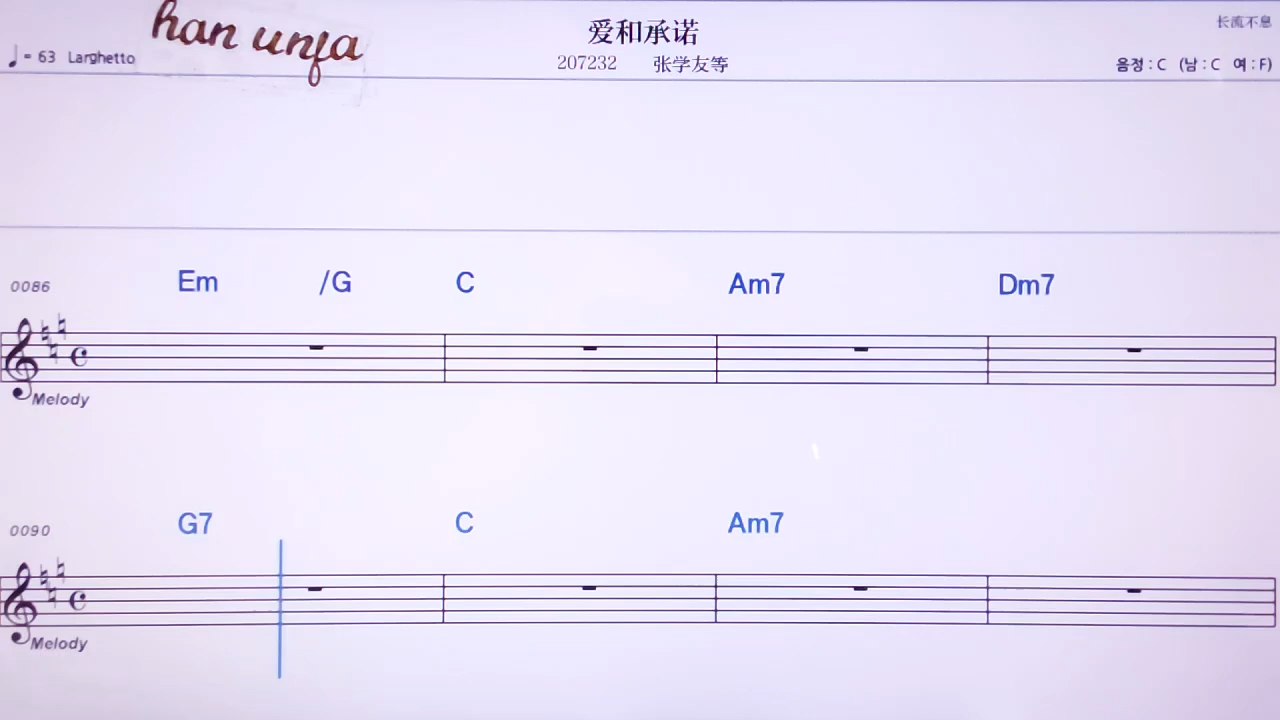 han unfa
爱和承诺
长流不息
♩= 63 Larghetto
207232 张学友等
음정 : C (남 : C 여 : F)
0086 Em /G C Am7 Dm7
Melody
0090 G7 C Am7
Melody